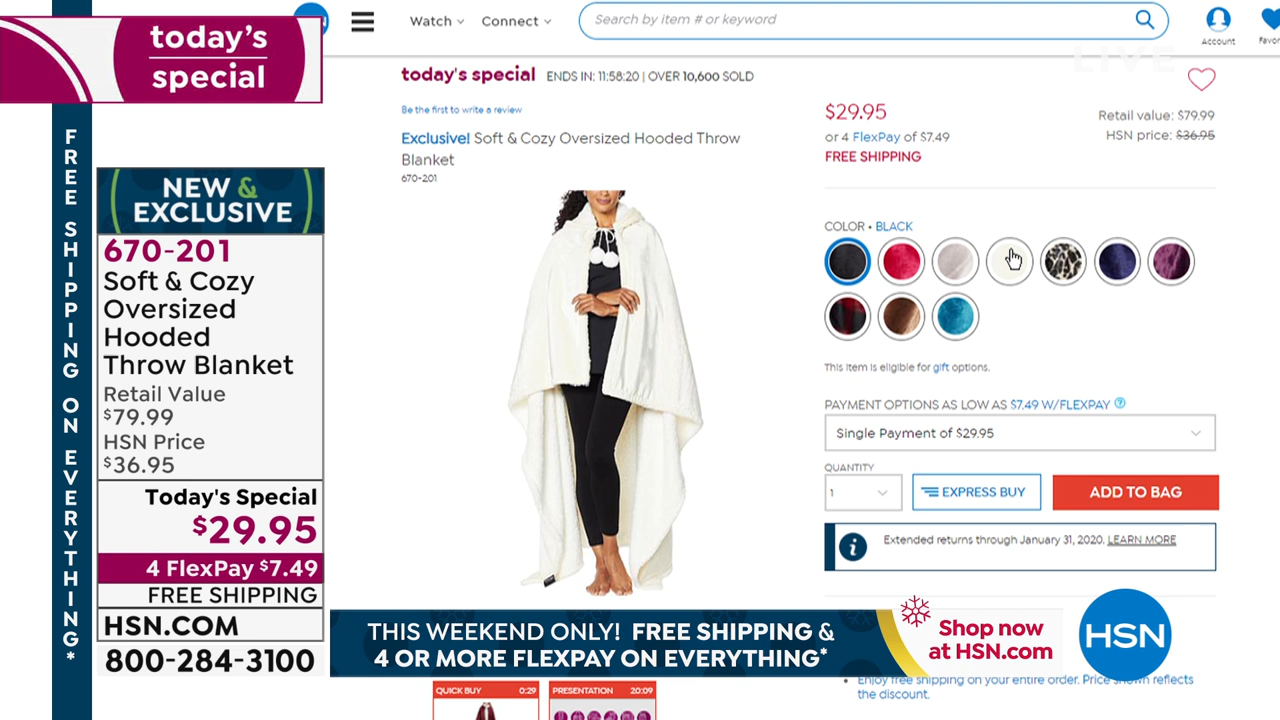 today's
special
FREE SHIPPING ON EVERYTHING*
NEW &
EXCLUSIVE
670-201
Soft & Cozy
Oversized
Hooded
Throw Blanket
Retail Value
$79.99
HSN Price
$36.95
Today's Special
$29.95
4 FlexPay $7.49
FREE SHIPPING
HSN.COM
800-284-3100
Watch
Connect
Search by item # or keyword
Account
LIVE
today's special ENDS IN: 11:58:20 | OVER 10,600 SOLD
Be the first to write a review
Exclusive! Soft & Cozy Oversized Hooded Throw
Blanket
670-201
$29.95
or 4 FlexPay of $7.49
FREE SHIPPING
Retail value: $79.99
HSN price: $36.95
COLOR • BLACK
This item is eligible for gift options.
PAYMENT OPTIONS AS LOW AS $7.49 W/FLEXPAY ?
Single Payment of $29.95
QUANTITY
1
EXPRESS BUY
ADD TO BAG
i
Extended returns through January 31, 2020. LEARN MORE
THIS WEEKEND ONLY! FREE SHIPPING &
4 OR MORE FLEXPAY ON EVERYTHING*
Shop now
at HSN.com
HSN
• Enjoy free shipping on your entire order. Price shown reflects
the discount.
QUICK BUY 0:29
PRESENTATION 20:09